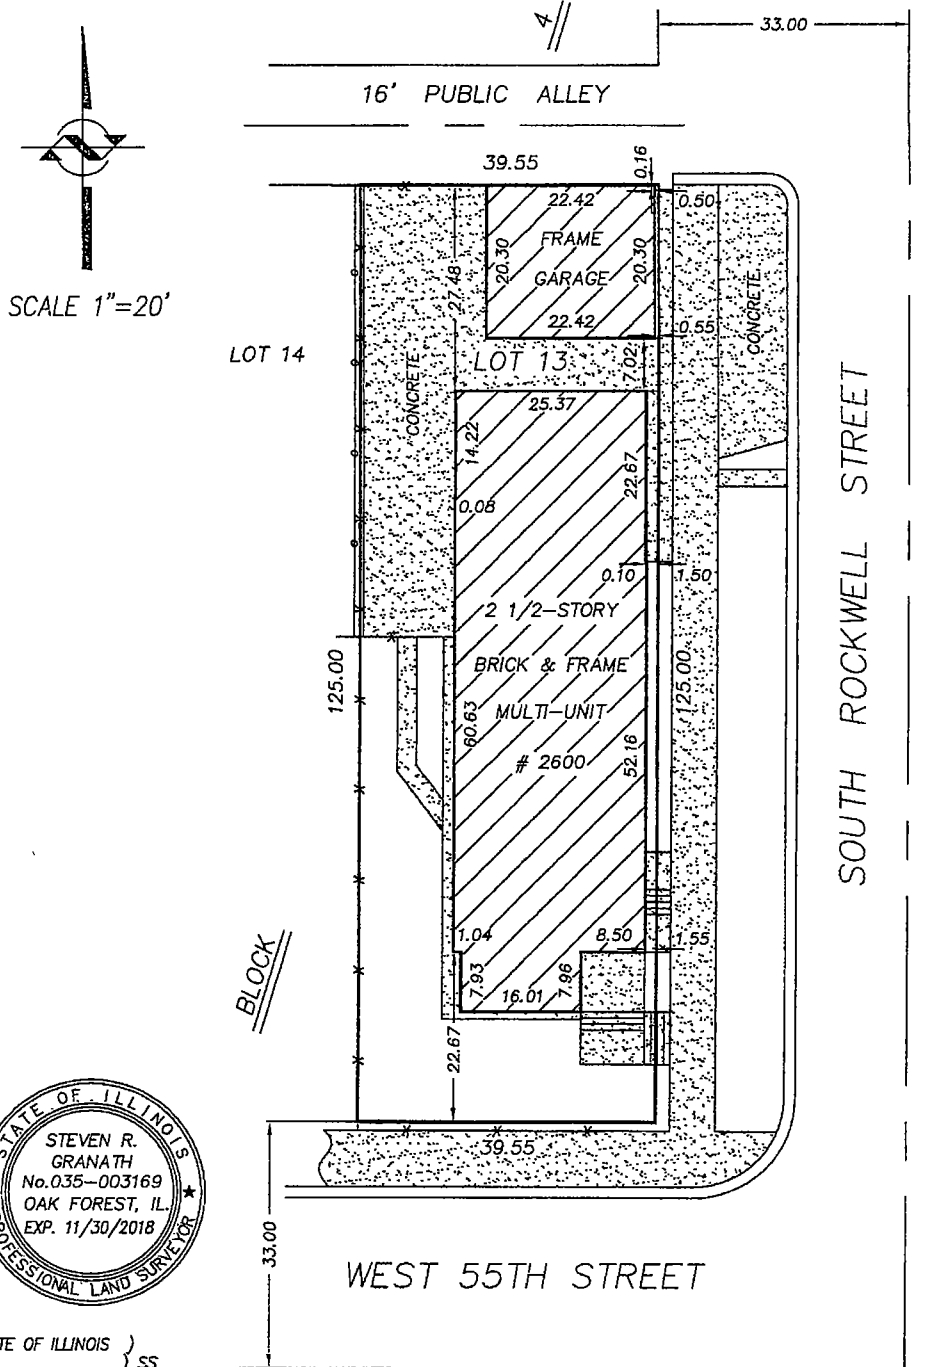 4
33.00
16' PUBLIC ALLEY
39.55
0.16
22.42
0.50
FRAME
GARAGE
20.30
20.30
27.48
CONCRETE
SCALE 1"=20'
22.42
0.55
LOT 14
LOT 13
7.02
CONCRETE
25.37
14.22
22.67
0.08
0.10
1.50
2 1/2-STORY
BRICK & FRAME
MULTI-UNIT
# 2600
125.00
125.00
60.63
52.16
SOUTH ROCKWELL STREET
1.04
8.50
1.55
7.93
16.01
7.96
BLOCK
22.67
39.55
STATE OF ILLINOIS
STEVEN R.
GRANATH
No.035-003169
OAK FOREST, IL.
EXP. 11/30/2018
PROFESSIONAL LAND SURVEYOR
33.00
WEST 55TH STREET
TE OF ILLINOIS )
) SS